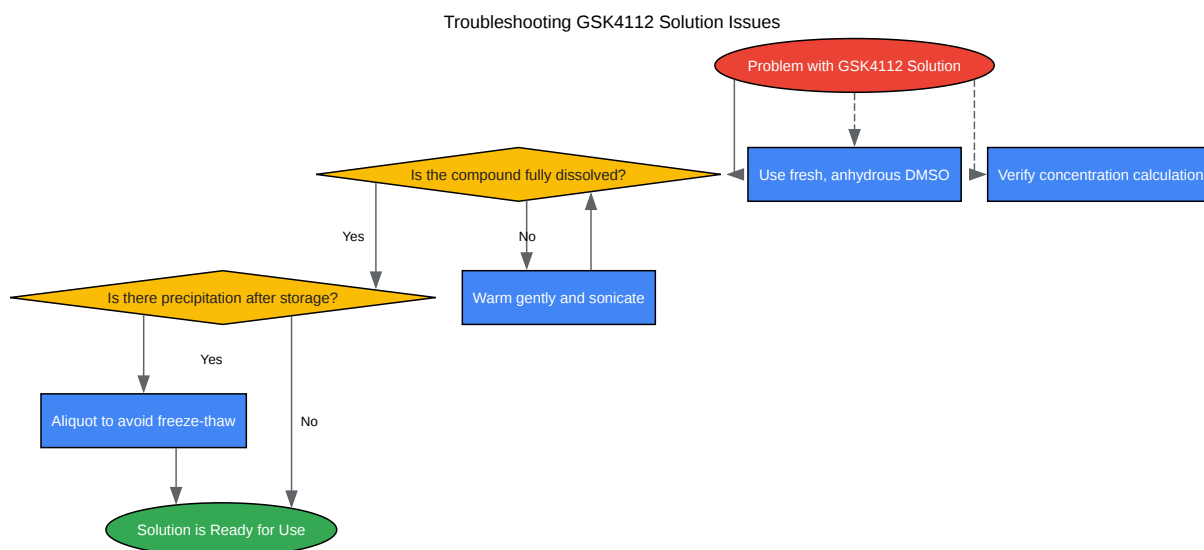 Troubleshooting GSK4112 Solution Issues
Problem with GSK4112 Solution
Is the compound fully dissolved?
Use fresh, anhydrous DMSO
Verify concentration calculation
Yes
No
Is there precipitation after storage?
Warm gently and sonicate
Yes
Aliquot to avoid freeze-thaw
No
Solution is Ready for Use